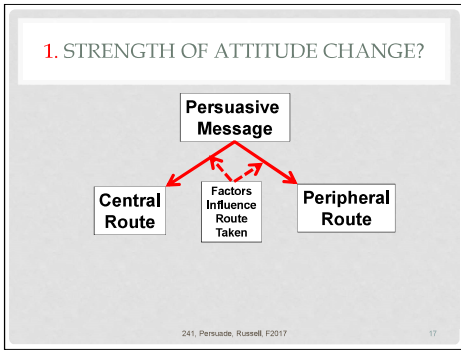 1. STRENGTH OF ATTITUDE CHANGE?
Persuasive
Message
Central
Route
Factors
Influence
Route
Taken
Peripheral
Route
241, Persuade, Russell, F2017
17